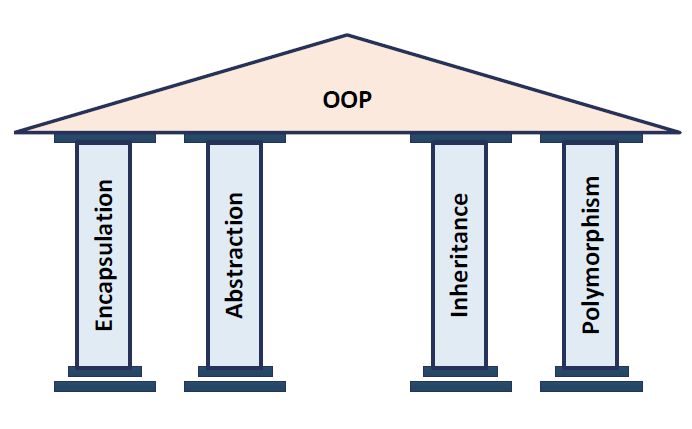 OOP
Encapsulation
Abstraction
Inheritance
Polymorphism